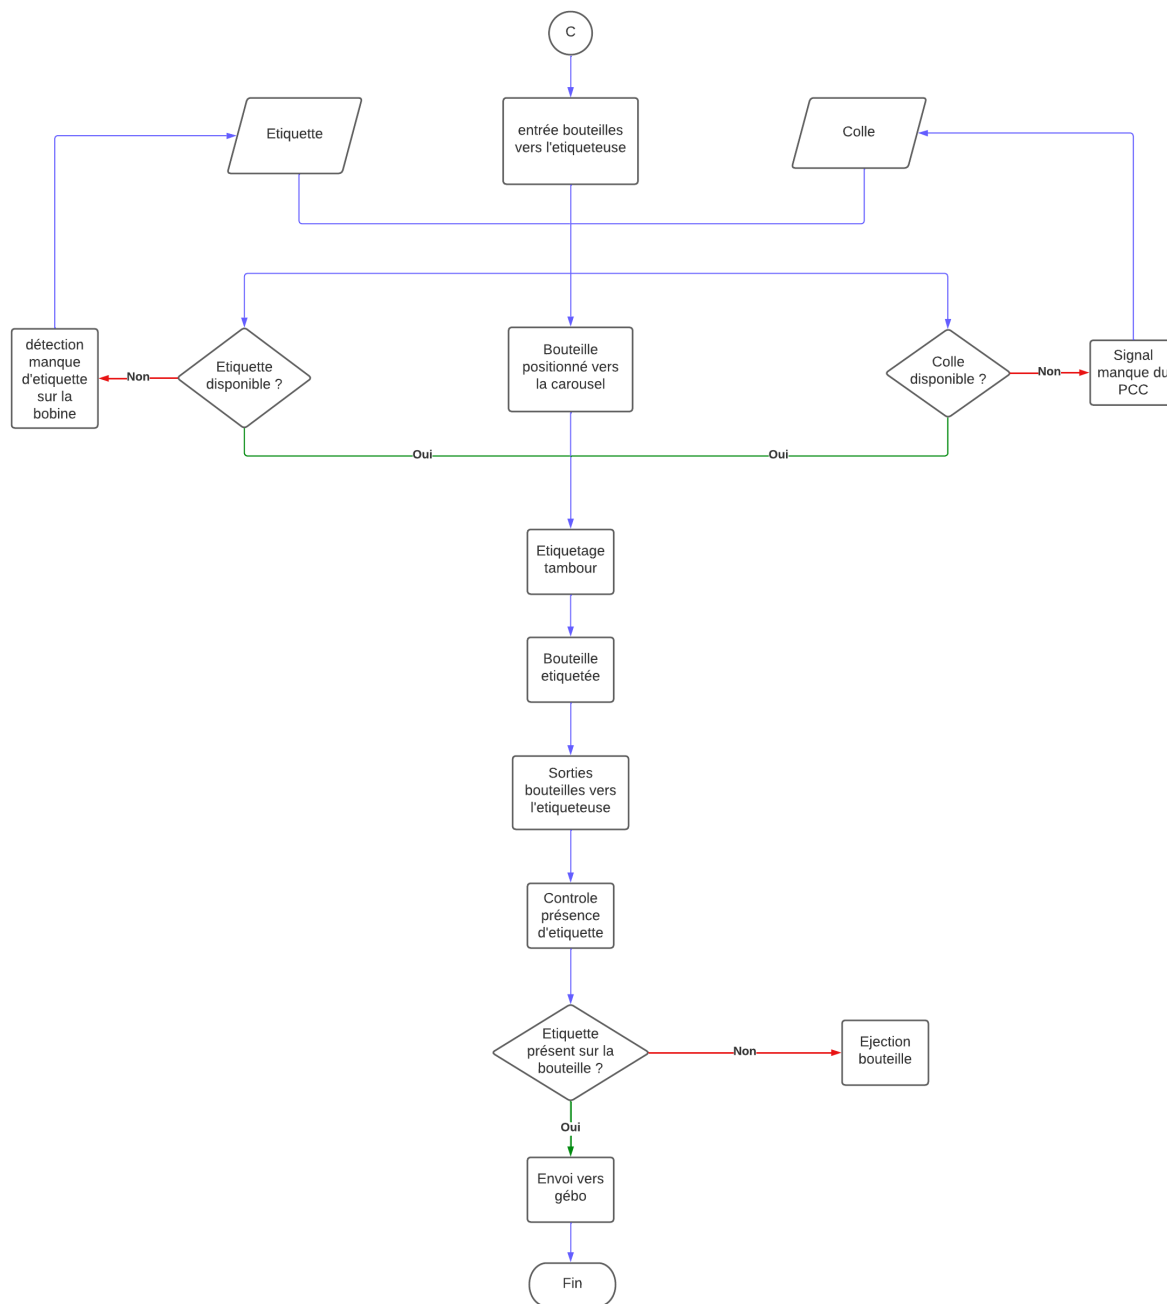 C
Etiquette
entrée bouteilles
vers l'etiqueteuse
Colle
détection
manque
d'etiquette
sur la
bobine
Non
Etiquette
disponible ?
Bouteille
positionné vers
la carousel
Colle
disponible ?
Non
Signal
manque du
PCC
Oui
Oui
Etiquetage
tambour
Bouteille
etiquetée
Sorties
bouteilles vers
l'etiqueteuse
Controle
présence
d'etiquette
Etiquette
présent sur la
bouteille ?
Non
Ejection
bouteille
Oui
Envoi vers
gébo
Fin